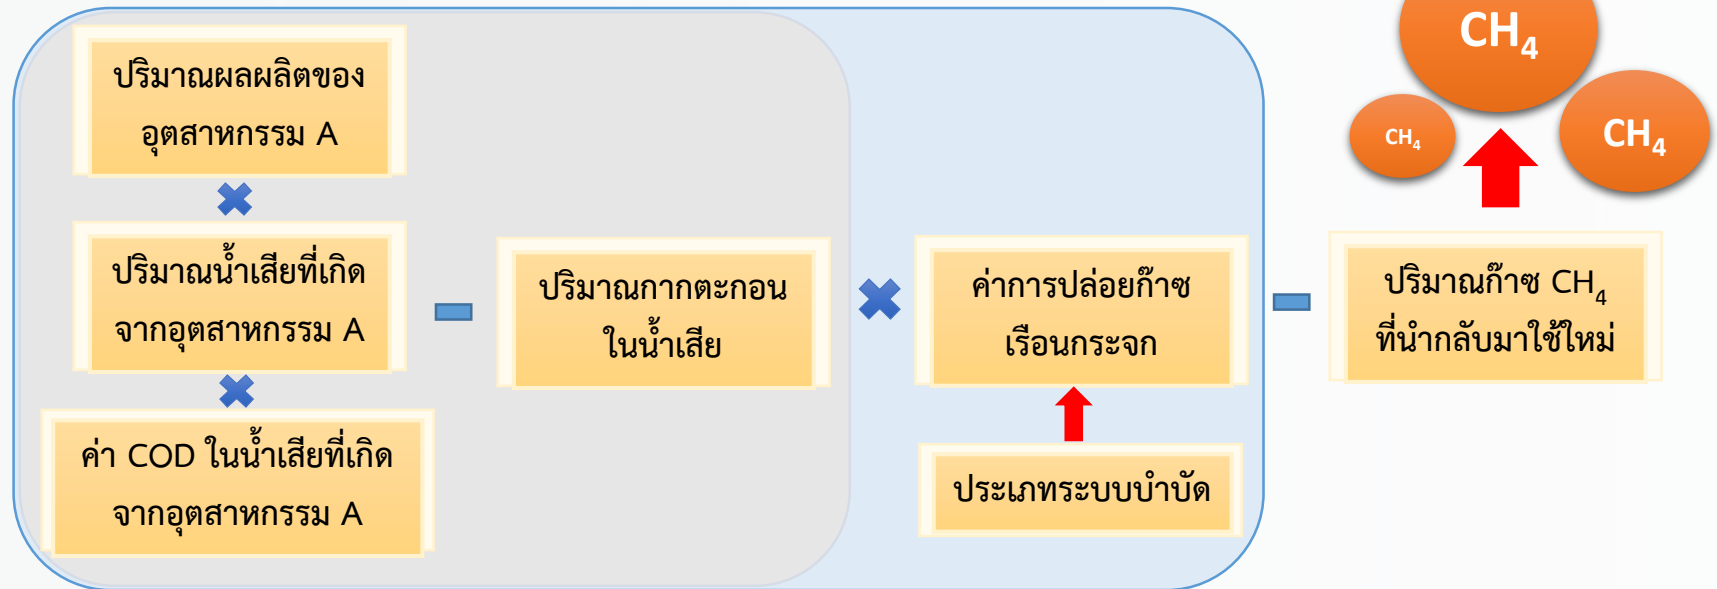 ปริมาณผลผลิตของ
อุตสาหกรรม A
ปริมาณน้ำเสียที่เกิด
จากอุตสาหกรรม A
ค่า COD ในน้ำเสียที่เกิด
จากอุตสาหกรรม A
ปริมาณกากตะกอน
ในน้ำเสีย
ค่าการปล่อยก๊าซ
เรือนกระจก
ประเภทระบบบำบัด
CH₄
CH₄
CH₄
ปริมาณก๊าซ CH₄
ที่นำกลับมาใช้ใหม่